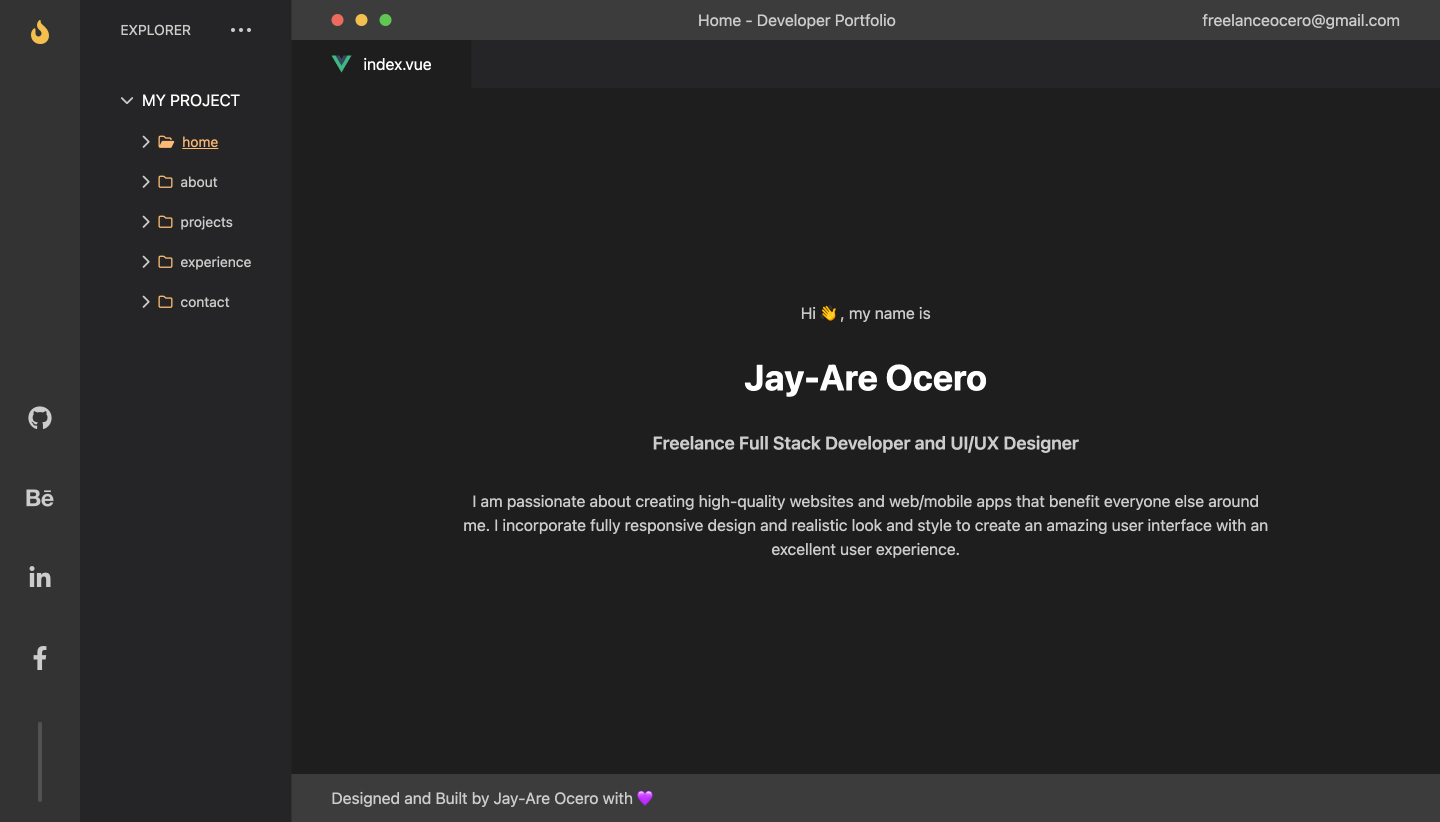 EXPLORER
MY PROJECT
home
about
projects
experience
contact
Bē
in
f
Home - Developer Portfolio
freelanceocero@gmail.com
index.vue
Hi 👋 , my name is
Jay-Are Ocero
Freelance Full Stack Developer and UI/UX Designer
I am passionate about creating high-quality websites and web/mobile apps that benefit everyone else around
me. I incorporate fully responsive design and realistic look and style to create an amazing user interface with an
excellent user experience.
Designed and Built by Jay-Are Ocero with 💜